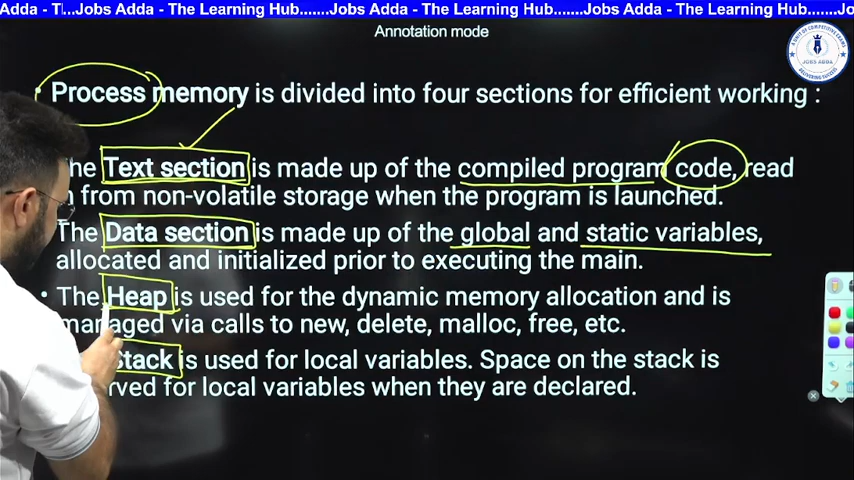 Adda - T...Jobs Adda - The Learning Hub.......Jobs Adda - The Learning Hub.......Jobs Adda - The Learning Hub.......Jobs Adda - The
Annotation mode
JOBS ADDA
• Process memory is divided into four sections for efficient working :
The Text section is made up of the compiled program code, read
from non-volatile storage when the program is launched.
The Data section is made up of the global and static variables,
allocated and initialized prior to executing the main.
• The Heap is used for the dynamic memory allocation and is
managed via calls to new, delete, malloc, free, etc.
Stack is used for local variables. Space on the stack is
for local variables when they are declared.